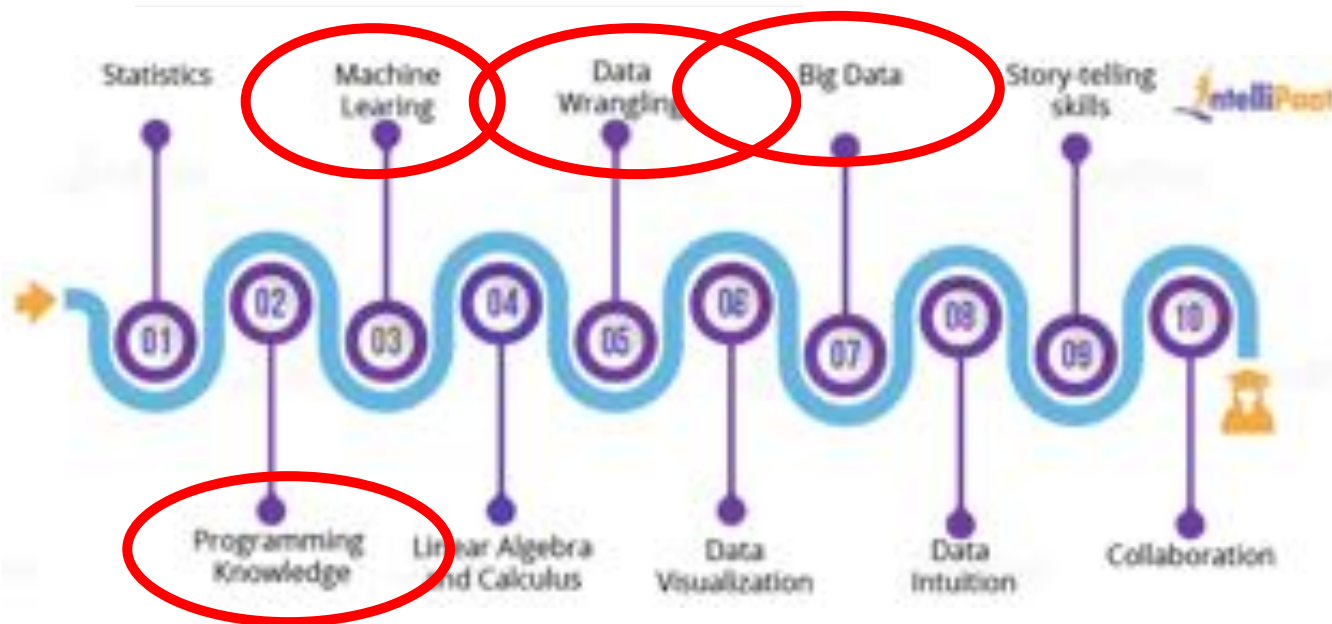 Statistics
Machine
Learing
Data
Wrangling
Big Data
Story-telling
skills
intelliPaat
01
02
03
04
05
06
07
08
09
10
Programming
Knowledge
Linear Algebra
and Calculus
Data
Visualization
Data
Intuition
Collaboration